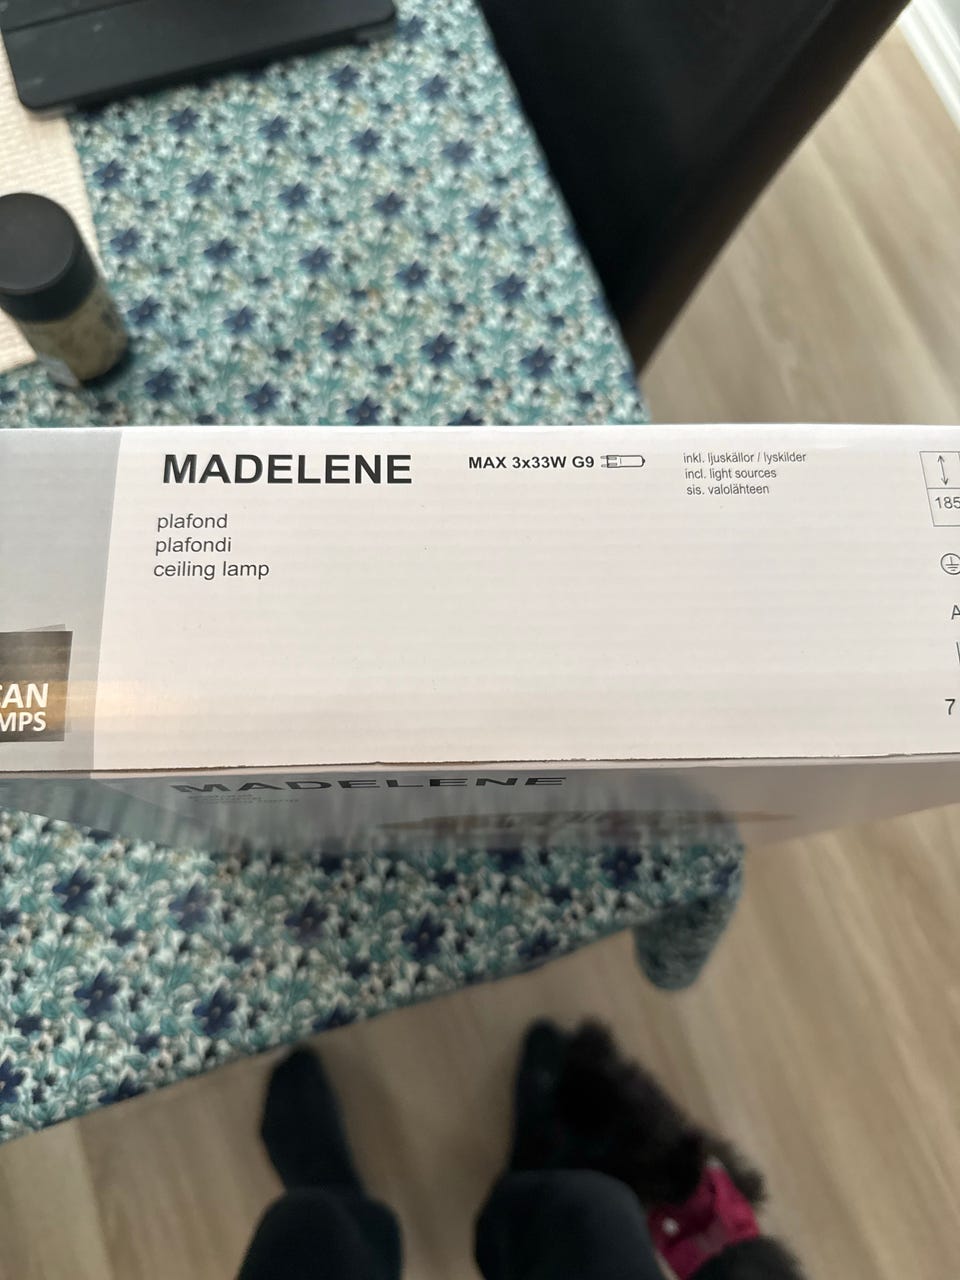 MADELENE
MAX 3x33W G9
inkl. ljuskällor / lyskilder
incl. light sources
sis. valolähteen
185
plafond
plafondi
ceiling lamp
A
CAN
MPS
7
MADELENE